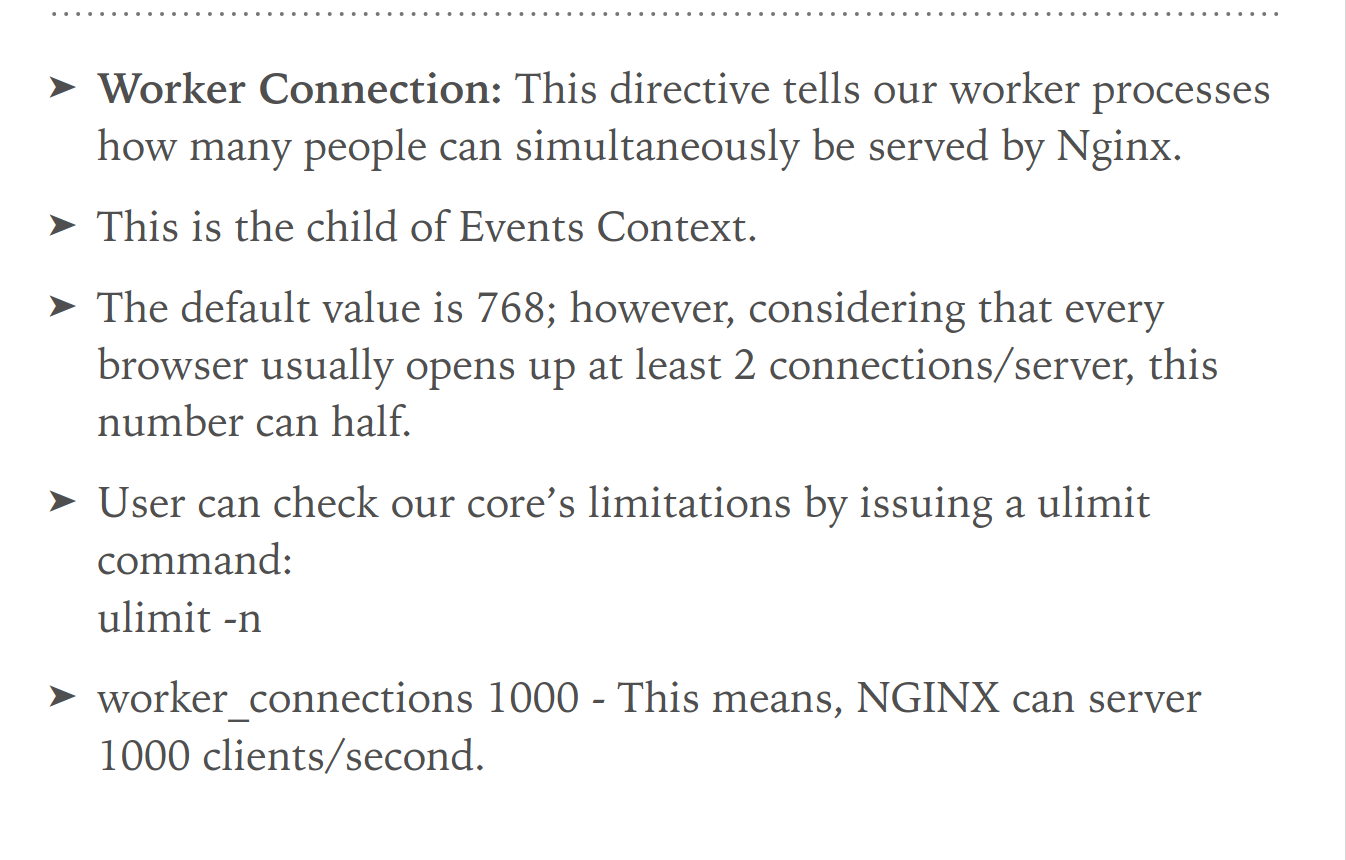 ➤ Worker Connection: This directive tells our worker processes
how many people can simultaneously be served by Nginx.
➤ This is the child of Events Context.
➤ The default value is 768; however, considering that every
browser usually opens up at least 2 connections/server, this
number can half.
➤ User can check our core’s limitations by issuing a ulimit
command:
ulimit -n
➤ worker_connections 1000 - This means, NGINX can server
1000 clients/second.